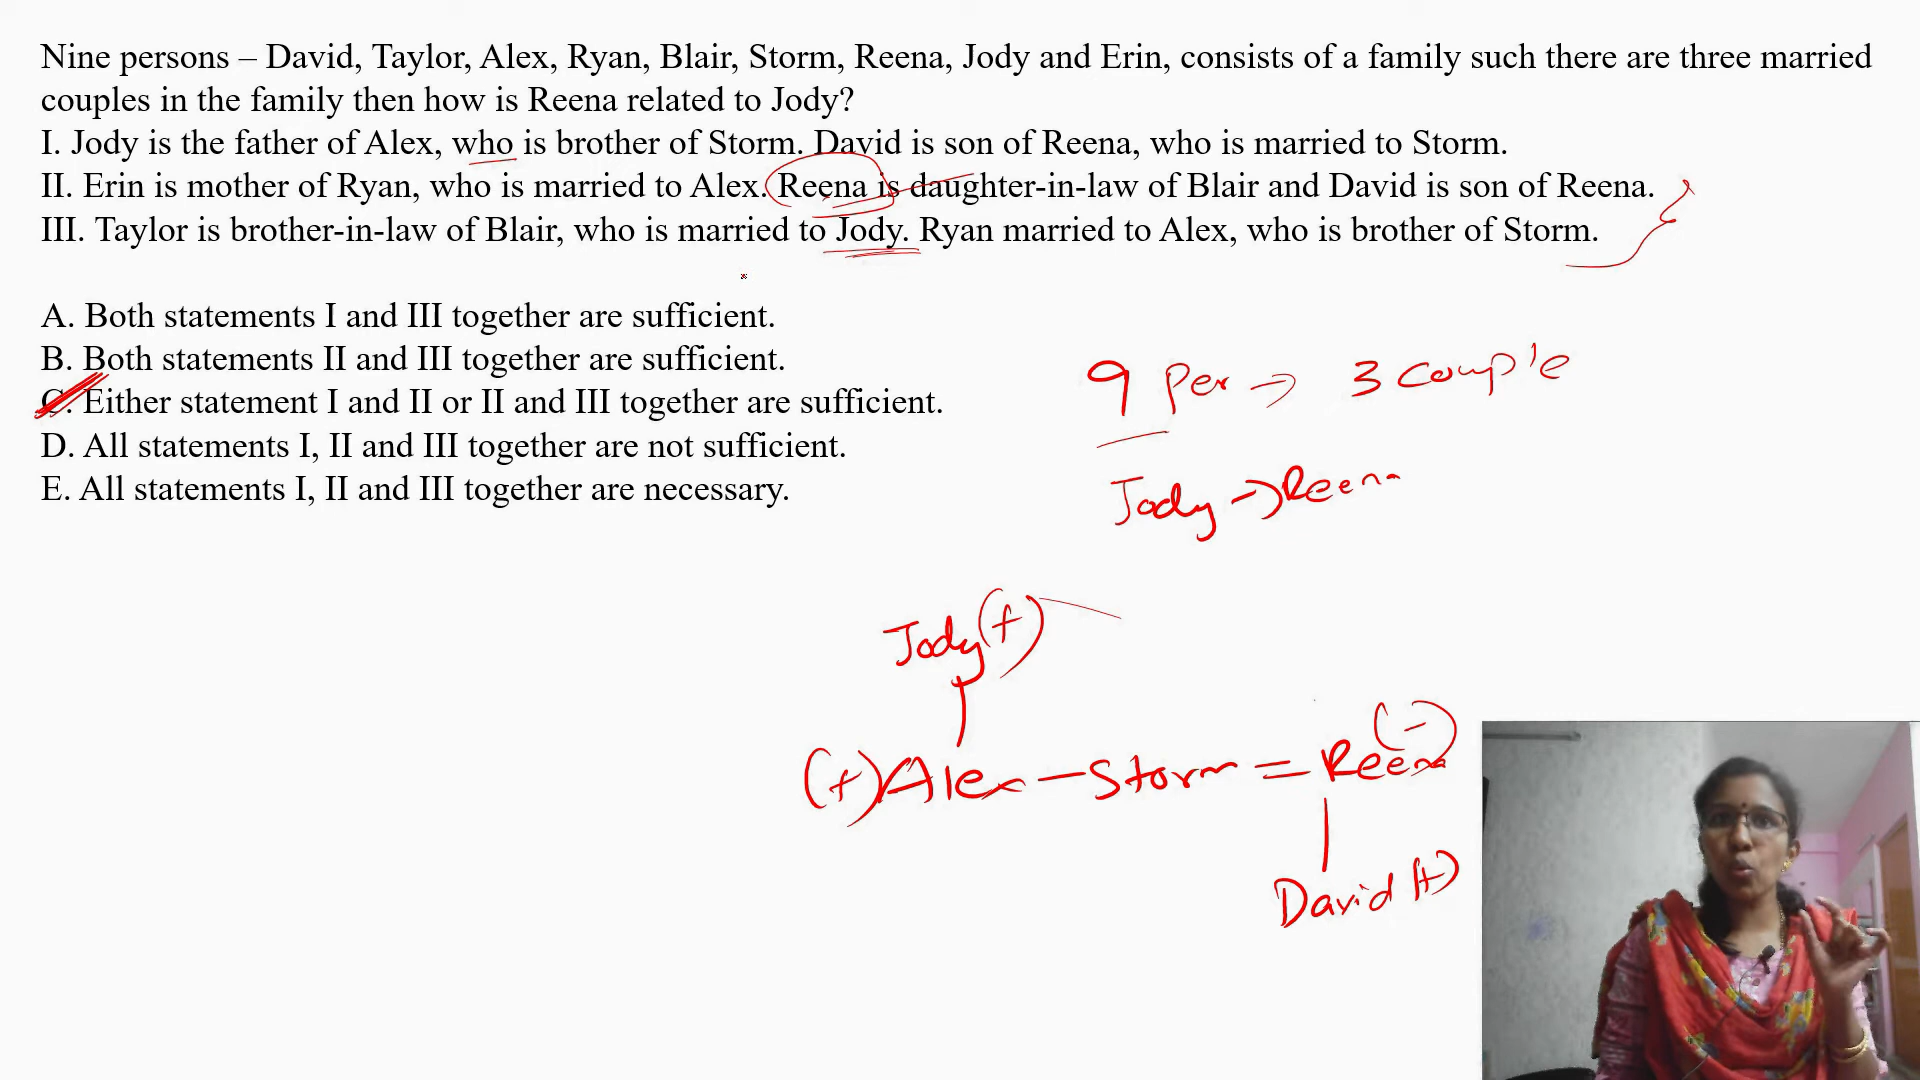 Nine persons – David, Taylor, Alex, Ryan, Blair, Storm, Reena, Jody and Erin, consists of a family such there are three married
couples in the family then how is Reena related to Jody?
I. Jody is the father of Alex, who is brother of Storm. David is son of Reena, who is married to Storm.
II. Erin is mother of Ryan, who is married to Alex. Reena is daughter-in-law of Blair and David is son of Reena.
III. Taylor is brother-in-law of Blair, who is married to Jody. Ryan married to Alex, who is brother of Storm.
A. Both statements I and III together are sufficient.
B. Both statements II and III together are sufficient.
C. Either statement I and II or II and III together are sufficient.
D. All statements I, II and III together are not sufficient.
E. All statements I, II and III together are necessary.
9 Per → 3 couple
Jody → Reena
Jody (+)
(+) Alex — Storm = Reena (-)
David (+)